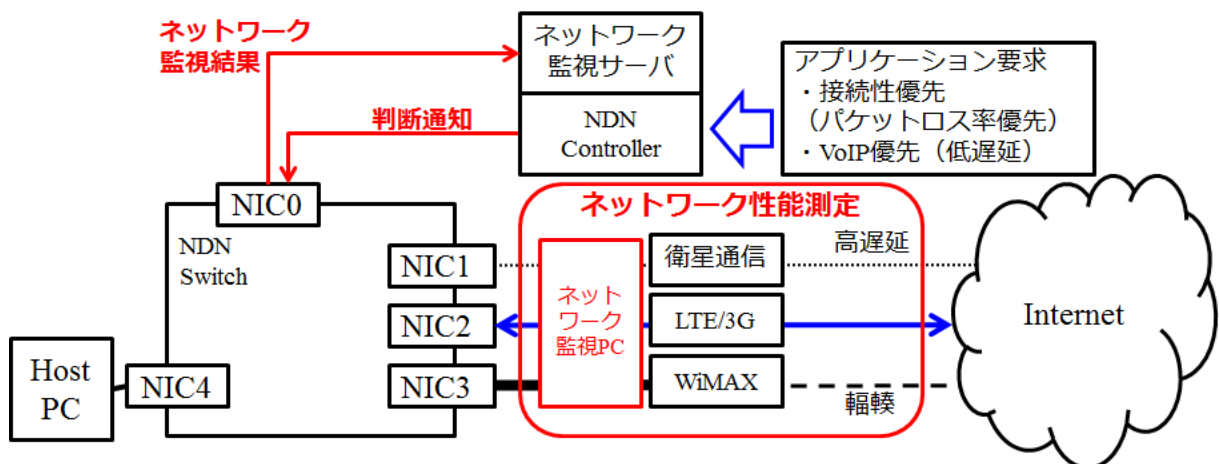 ネットワーク
監視結果
ネットワーク
監視サーバ
アプリケーション要求
・接続性優先
(パケットロス率優先)
・VoIP優先(低遅延)
判断通知
NDN
Controller
NIC0
ネットワーク性能測定
NDN
Switch
NIC1
衛星通信
高遅延
ネット
ワーク
監視PC
NIC2
LTE/3G
Internet
Host
PC
NIC4
NIC3
WiMAX
輻輳